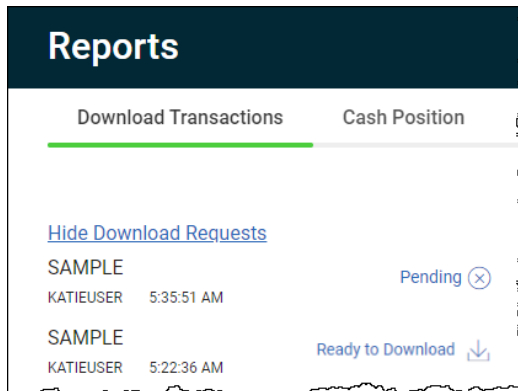 Reports
Download Transactions Cash Position
Hide Download Requests
SAMPLE
Pending
KATIEUSER 5:35:51 AM
SAMPLE
Ready to Download
KATIEUSER 5:22:36 AM